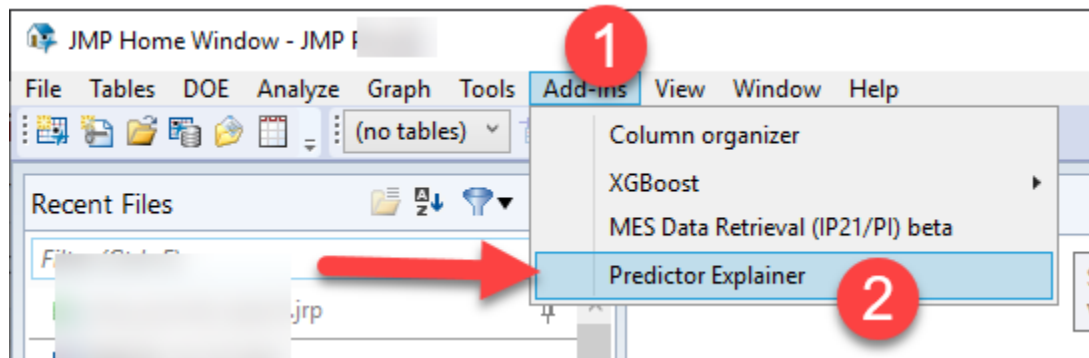 JMP Home Window - JMP
1
File Tables DOE Analyze Graph Tools Add-Ins View Window Help
(no tables)
Column organizer
XGBoost
Recent Files
MES Data Retrieval (IP21/PI) beta
Predictor Explainer
2
.jrp